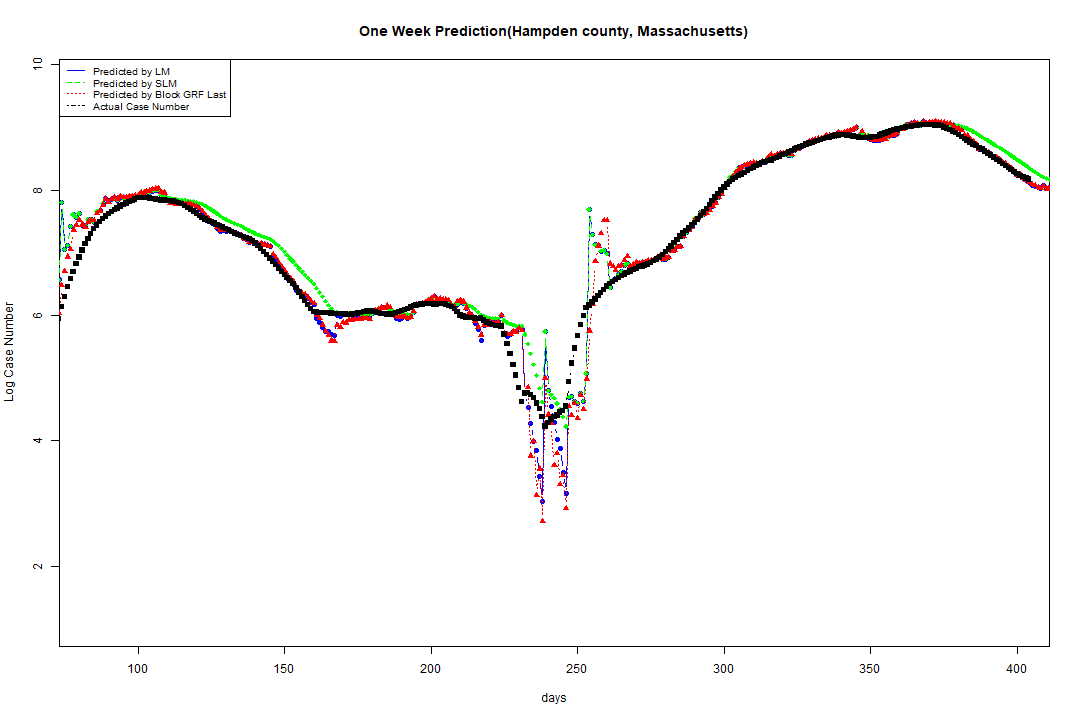 One Week Prediction(Hampden county, Massachusetts)
Predicted by LM
Predicted by SLM
Predicted by Block GRF Last
Actual Case Number
Log Case Number
10
8
6
4
2
100 150 200 250 300 350 400
days